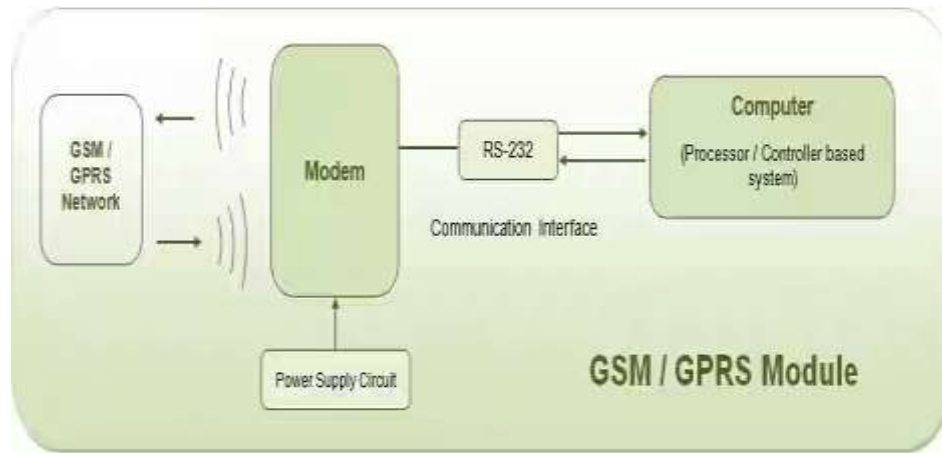 GSM /
GPRS
Network
Modem
RS-232
Communication Interface
Computer
(Processor / Controller based
system)
Power Supply Circuit
GSM / GPRS Module